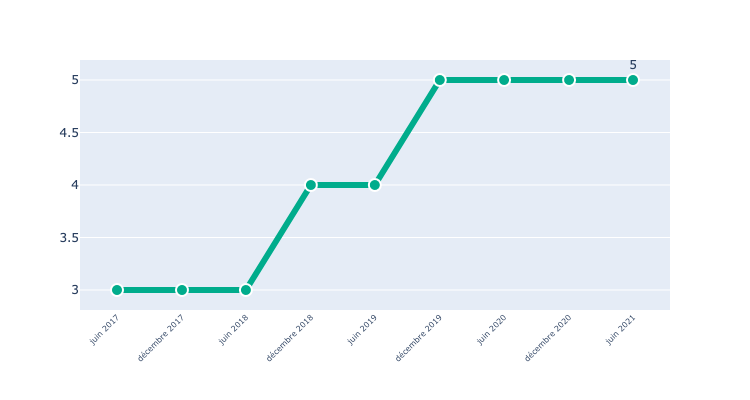 5
5
4.5
4
3.5
3
juin 2017
décembre 2017
juin 2018
décembre 2018
juin 2019
décembre 2019
juin 2020
décembre 2020
juin 2021